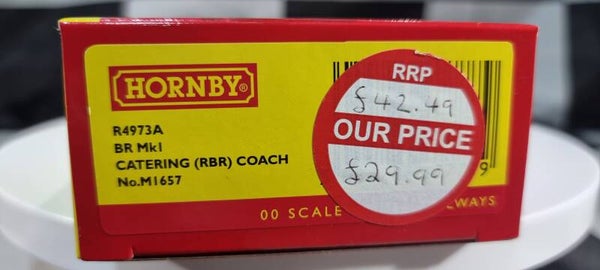 HORNBY®
R4973A
BR Mk1
CATERING (RBR) COACH
No.M1657
RRP
£42.49
OUR PRICE
£29.99
9
00 SCALE WAYS